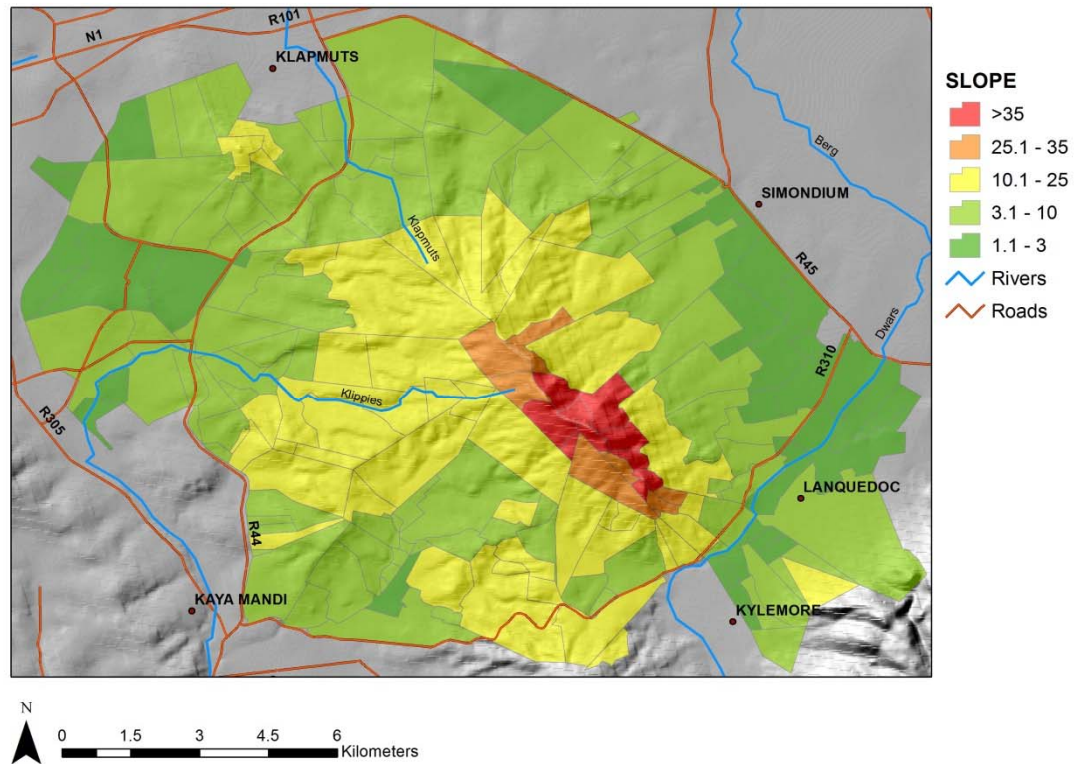 R101
N1
KLAPMUTS
SLOPE
>35
25.1 - 35
10.1 - 25
3.1 - 10
1.1 - 3
Rivers
Roads
Berg
SIMONDIUM
Klapmuts
R45
Dwars
R310
Klippies
R305
LANQUEDOC
R44
KAYA MANDI
KYLEMORE
N
0 1.5 3 4.5 6 Kilometers